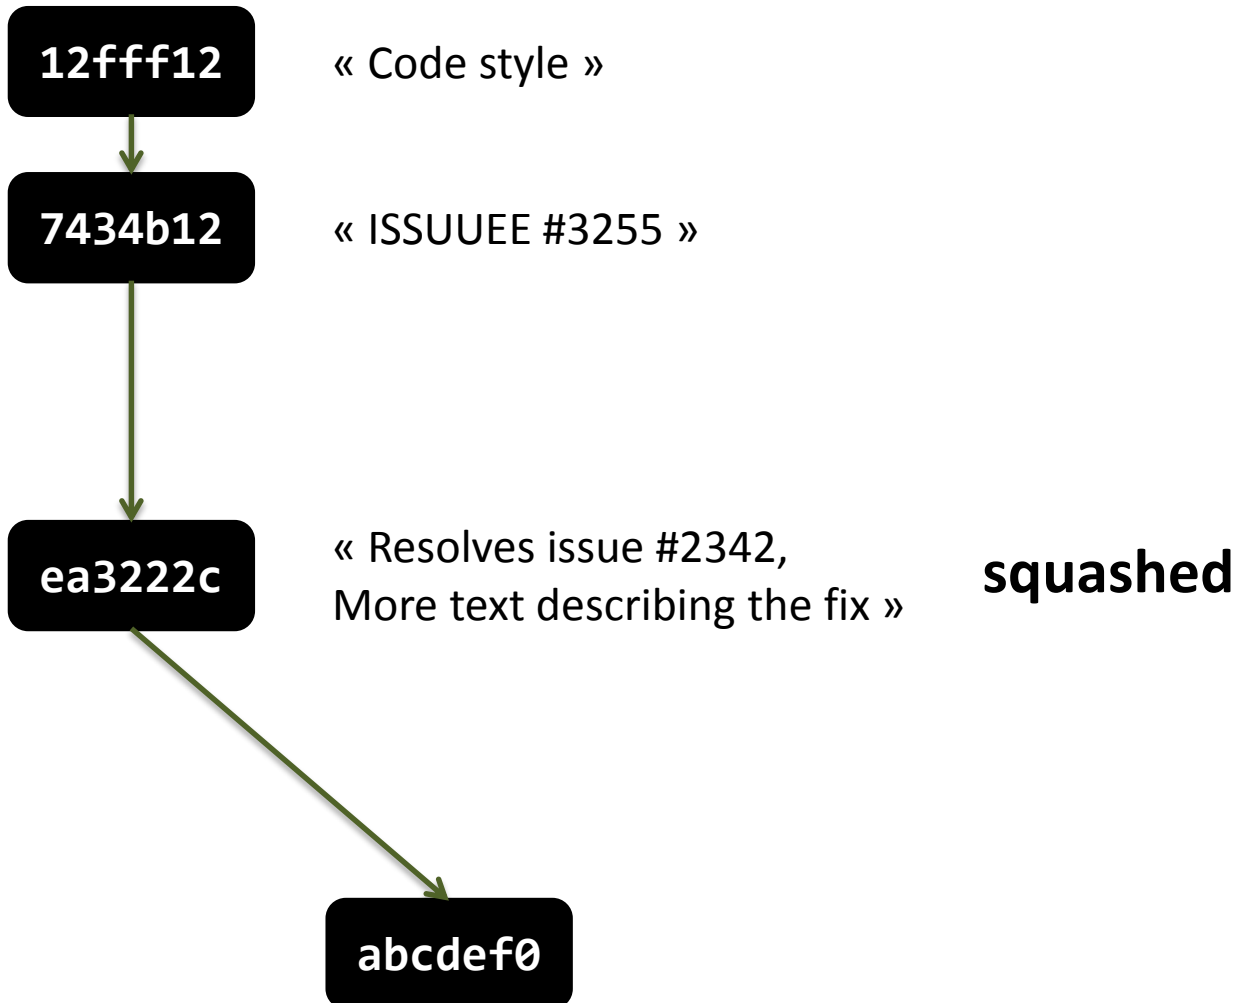 12fff12
« Code style »
7434b12
« ISSUUEE #3255 »
ea3222c
« Resolves issue #2342,
More text describing the fix »
squashed
abcdef0